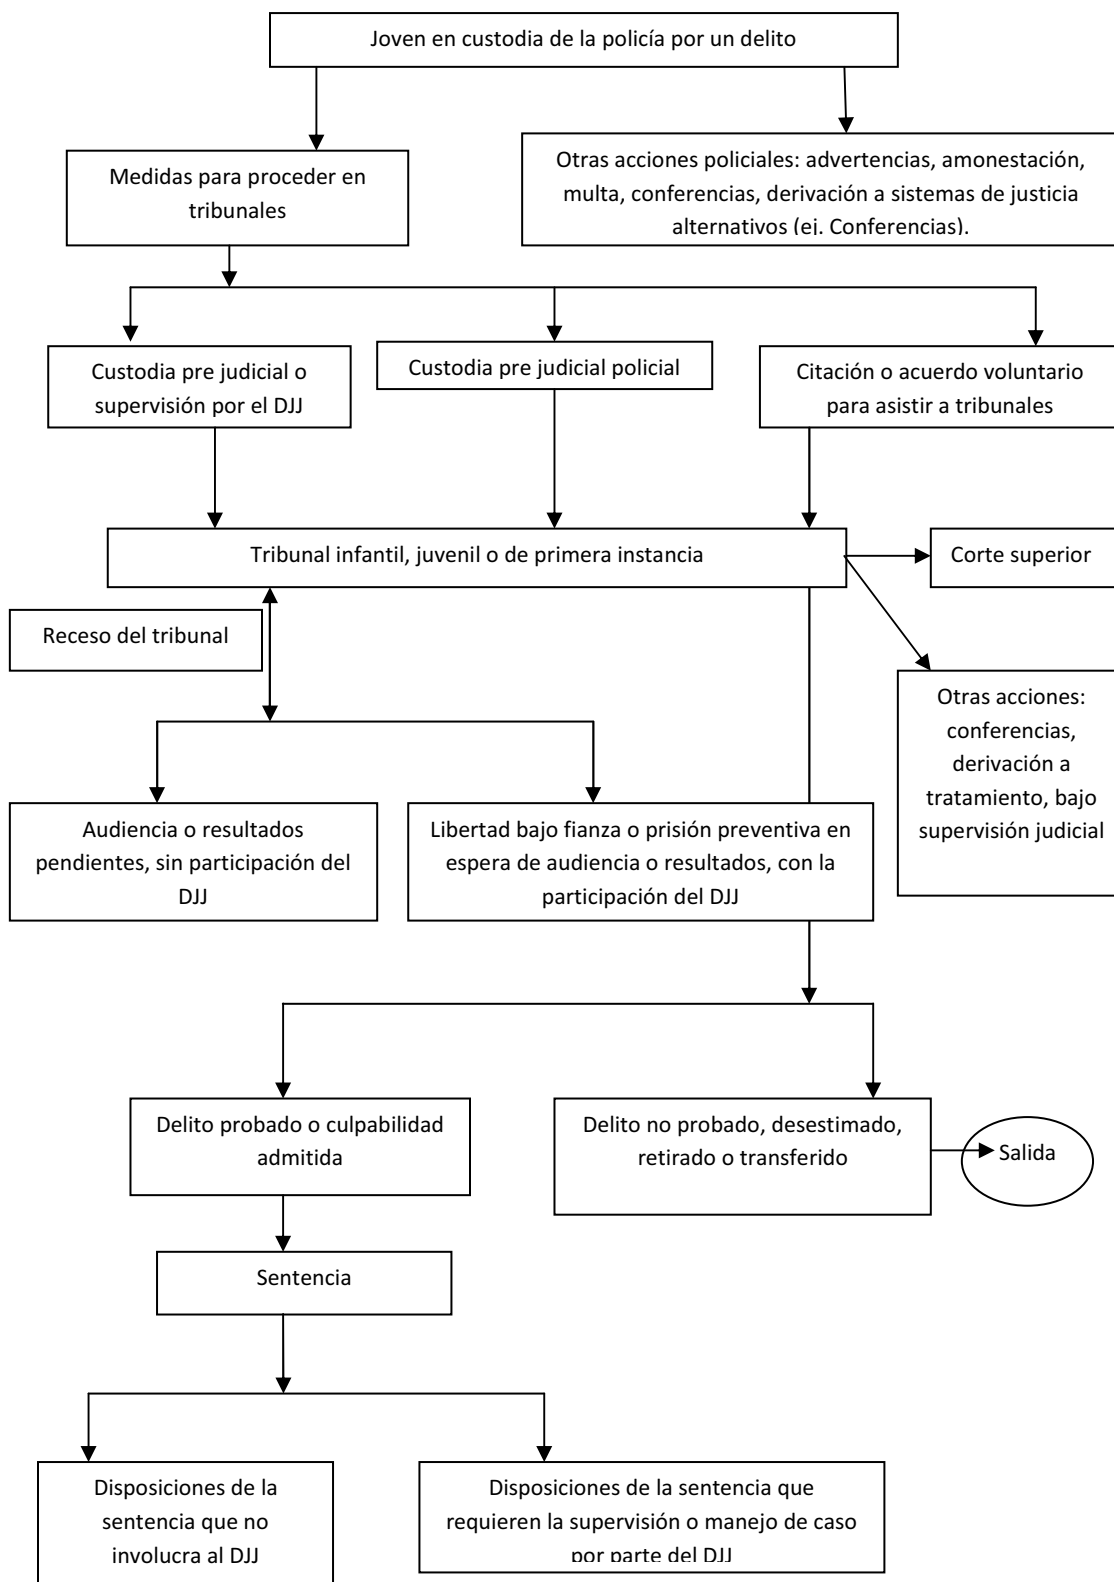 Joven en custodia de la policía por un delito
Medidas para proceder en
tribunales
Otras acciones policiales: advertencias, amonestación,
multa, conferencias, derivación a sistemas de justicia
alternativos (ej. Conferencias).
Custodia pre judicial o
supervisión por el DJJ
Custodia pre judicial policial
Citación o acuerdo voluntario
para asistir a tribunales
Tribunal infantil, juvenil o de primera instancia
Corte superior
Receso del tribunal
Otras acciones:
conferencias,
derivación a
tratamiento, bajo
supervisión judicial
Audiencia o resultados
pendientes, sin participación del
DJJ
Libertad bajo fianza o prisión preventiva en
espera de audiencia o resultados, con la
participación del DJJ
Delito probado o culpabilidad
admitida
Delito no probado, desestimado,
retirado o transferido
Salida
Sentencia
Disposiciones de la
sentencia que no
involucra al DJJ
Disposiciones de la sentencia que
requieren la supervisión o manejo de caso
por parte del DJJ